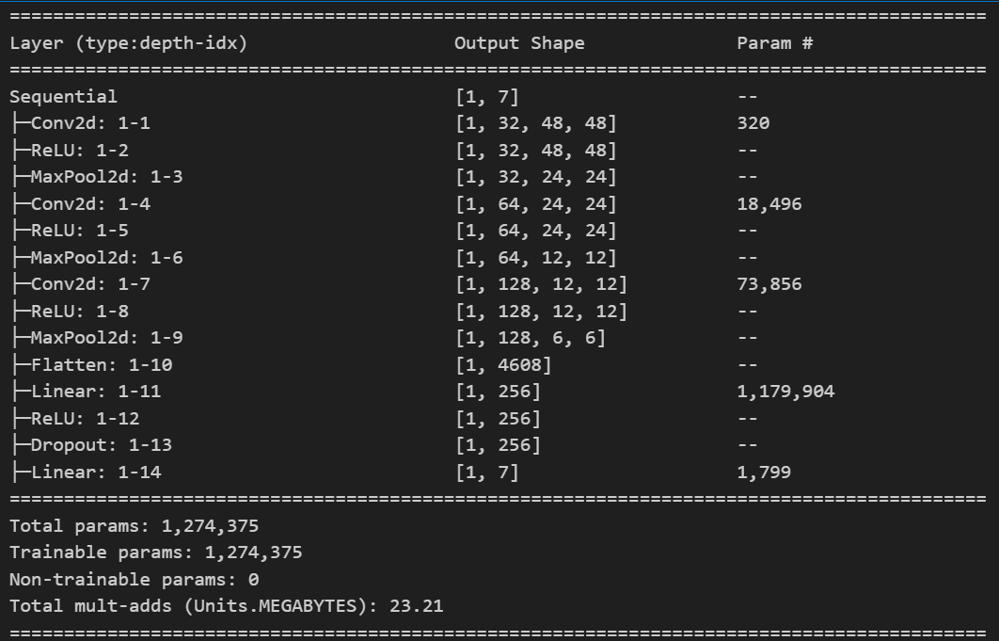 ==========================================================================================
Layer (type:depth-idx)                   Output Shape              Param #
==========================================================================================
Sequential                               [1, 7]                    --
├─Conv2d: 1-1                            [1, 32, 48, 48]           320
├─ReLU: 1-2                              [1, 32, 48, 48]           --
├─MaxPool2d: 1-3                         [1, 32, 24, 24]           --
├─Conv2d: 1-4                            [1, 64, 24, 24]           18,496
├─ReLU: 1-5                              [1, 64, 24, 24]           --
├─MaxPool2d: 1-6                         [1, 64, 12, 12]           --
├─Conv2d: 1-7                            [1, 128, 12, 12]          73,856
├─ReLU: 1-8                              [1, 128, 12, 12]          --
├─MaxPool2d: 1-9                         [1, 128, 6, 6]            --
├─Flatten: 1-10                          [1, 4608]                 --
├─Linear: 1-11                           [1, 256]                  1,179,904
├─ReLU: 1-12                             [1, 256]                  --
├─Dropout: 1-13                          [1, 256]                  --
├─Linear: 1-14                           [1, 7]                    1,799
==========================================================================================
Total params: 1,274,375
Trainable params: 1,274,375
Non-trainable params: 0
Total mult-adds (Units.MEGABYTES): 23.21
==========================================================================================